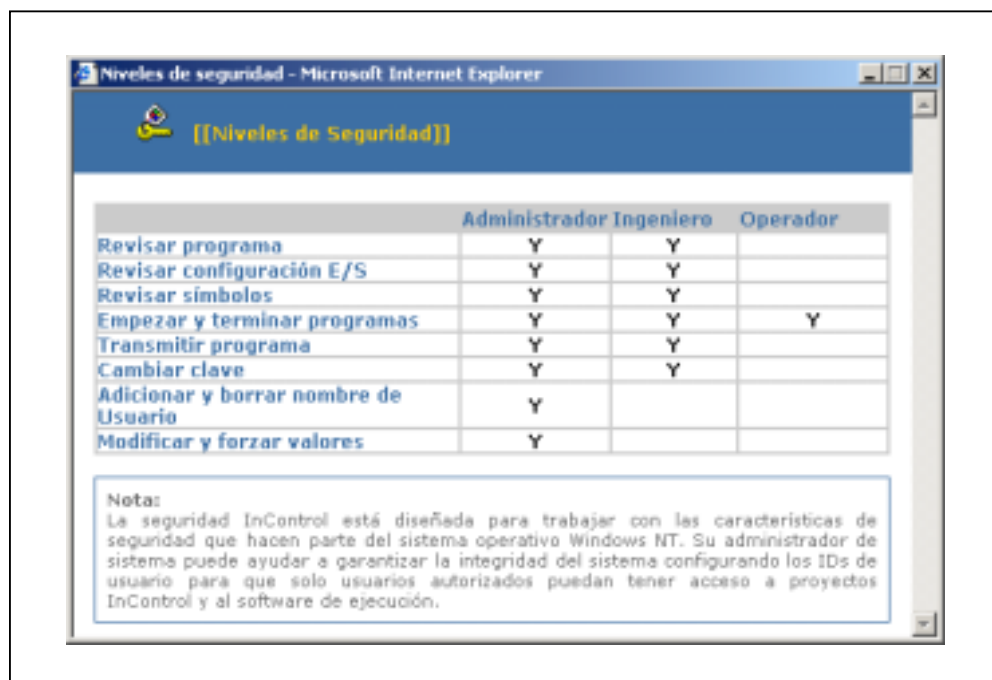 Niveles de seguridad - Microsoft Internet Explorer
[[Niveles de Seguridad]]
Administrador Ingeniero Operador
Revisar programa Y Y
Revisar configuración E/S Y Y
Revisar símbolos Y Y
Empezar y terminar programas Y Y Y
Transmitir programa Y Y
Cambiar clave Y Y
Adicionar y borrar nombre de
Usuario Y
Modificar y forzar valores Y
Nota:
La seguridad InControl está diseñada para trabajar con las características de
seguridad que hacen parte del sistema operativo Windows NT. Su administrador de
sistema puede ayudar a garantizar la integridad del sistema configurando los IDs de
usuario para que solo usuarios autorizados puedan tener acceso a proyectos
InControl y al software de ejecución.